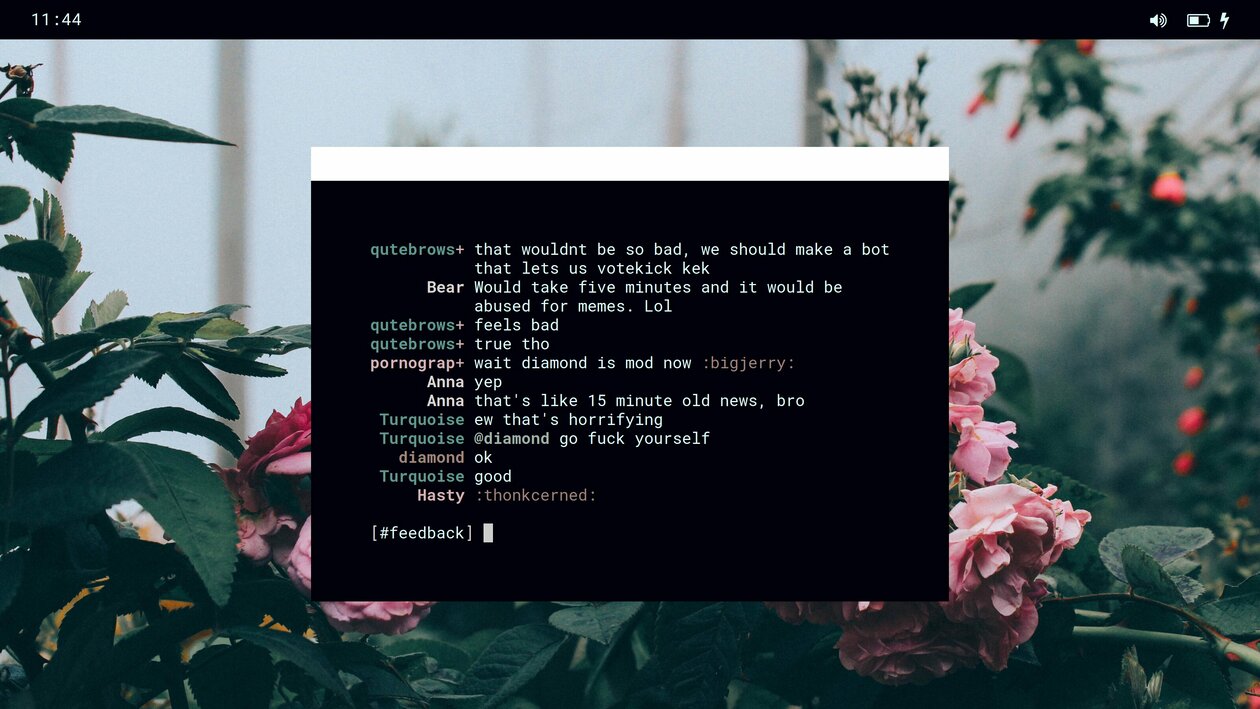 11:44
qutebrows+ that wouldnt be so bad, we should make a bot
that lets us votekick kek
Bear Would take five minutes and it would be
abused for memes. Lol
qutebrows+ feels bad
qutebrows+ true tho
pornograp+ wait diamond is mod now :bigjerry:
Anna yep
Anna that's like 15 minute old news, bro
Turquoise ew that's horrifying
Turquoise @diamond go fuck yourself
diamond ok
Turquoise good
Hasty :thonkcerned:
[#feedback]